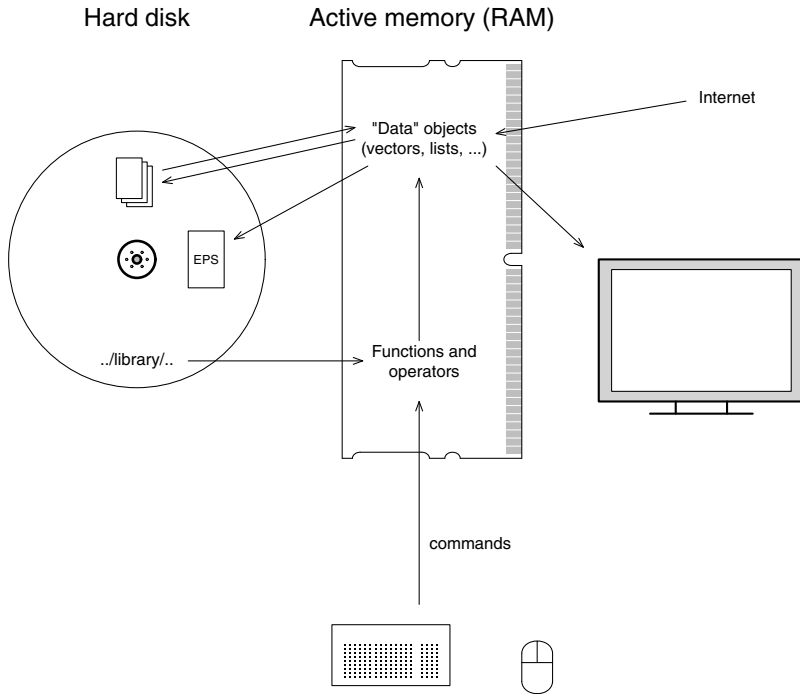 Hard disk
Active memory (RAM)
Internet
"Data" objects
(vectors, lists, ...)
EPS
../library/..
Functions and
operators
commands